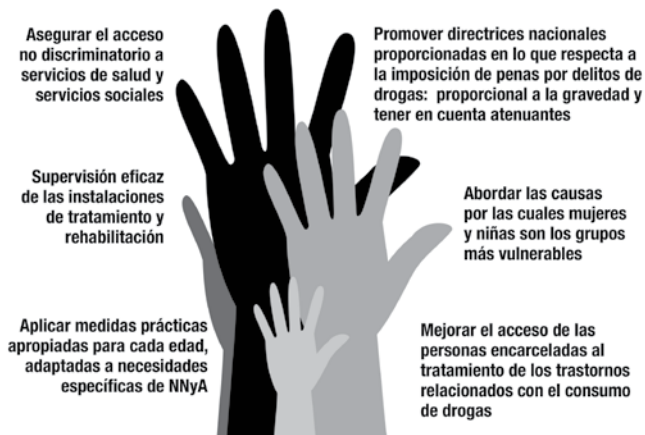 Asegurar el acceso
no discriminatorio a
servicios de salud y
servicios sociales
Promover directrices nacionales
proporcionadas en lo que respecta a
la imposición de penas por delitos de
drogas: proporcional a la gravedad y
tener en cuenta atenuantes
Supervisión eficaz
de las instalaciones
de tratamiento y
rehabilitación
Abordar las causas
por las cuales mujeres
y niñas son los grupos
más vulnerables
Aplicar medidas prácticas
apropiadas para cada edad,
adaptadas a necesidades
específicas de NNyA
Mejorar el acceso de las
personas encarceladas al
tratamiento de los trastornos
relacionados con el consumo
de drogas